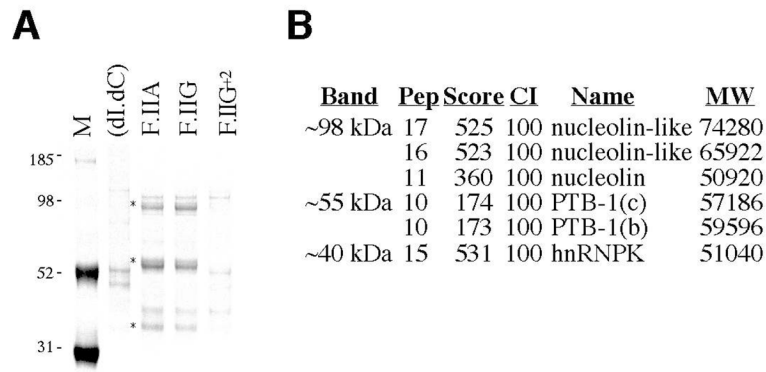 A
M
(dI.dC)
F.IIA
F.IIG
F.IIG+2
185 -
98 -
*
*
52 -
*
31 -
B
Band Pep Score CI Name MW
~98 kDa 17 525 100 nucleolin-like 74280
16 523 100 nucleolin-like 65922
11 360 100 nucleolin 50920
~55 kDa 10 174 100 PTB-1(c) 57186
10 173 100 PTB-1(b) 59596
~40 kDa 15 531 100 hnRNPK 51040